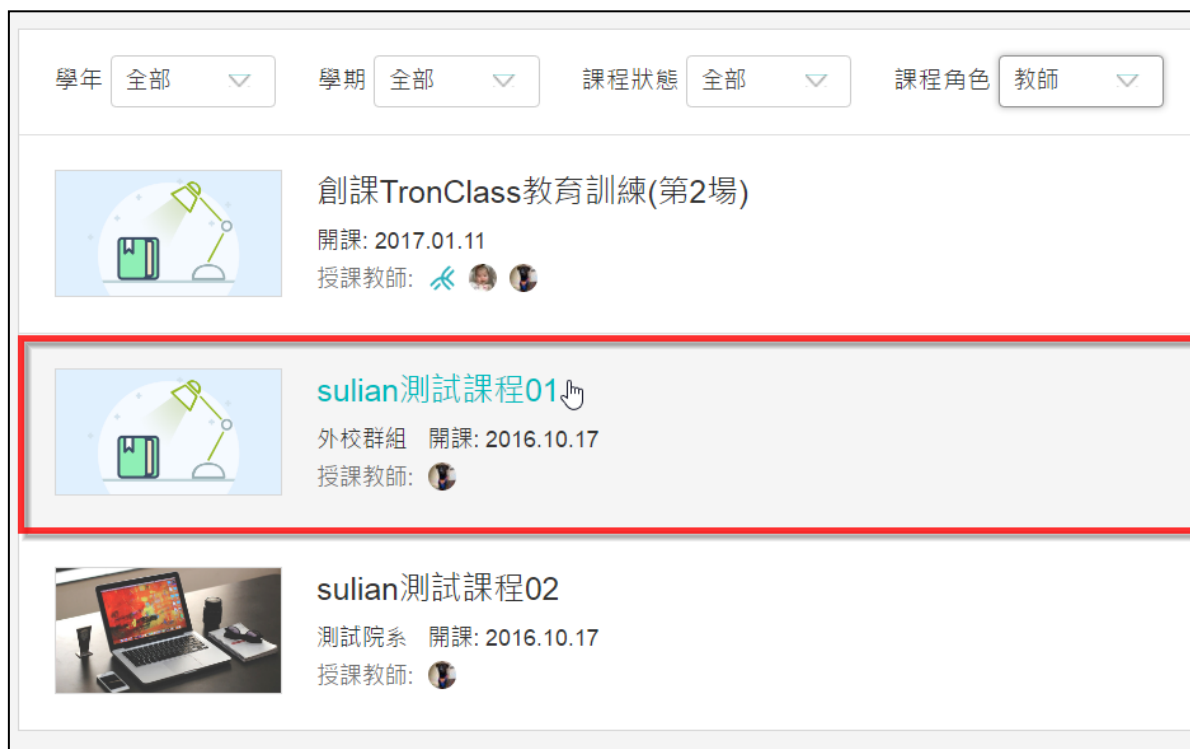 學年 全部 學期 全部 課程狀態 全部 課程角色 教師
創課TronClass教育訓練(第2場)
開課: 2017.01.11
授課教師:
sulian測試課程01
外校群組 開課: 2016.10.17
授課教師:
sulian測試課程02
測試院系 開課: 2016.10.17
授課教師: